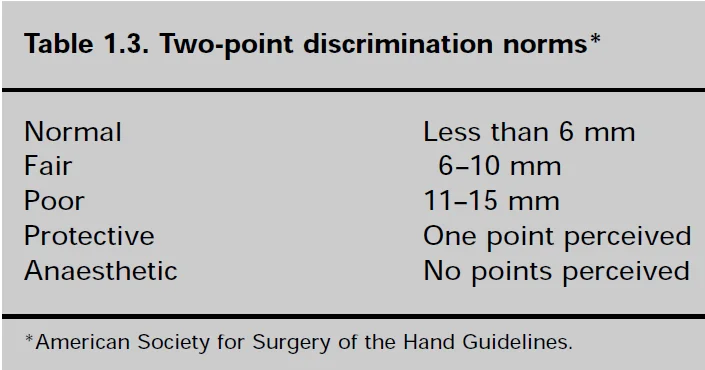 Table 1.3. Two-point discrimination norms*
Normal Less than 6 mm
Fair 6–10 mm
Poor 11–15 mm
Protective One point perceived
Anaesthetic No points perceived
*American Society for Surgery of the Hand Guidelines.